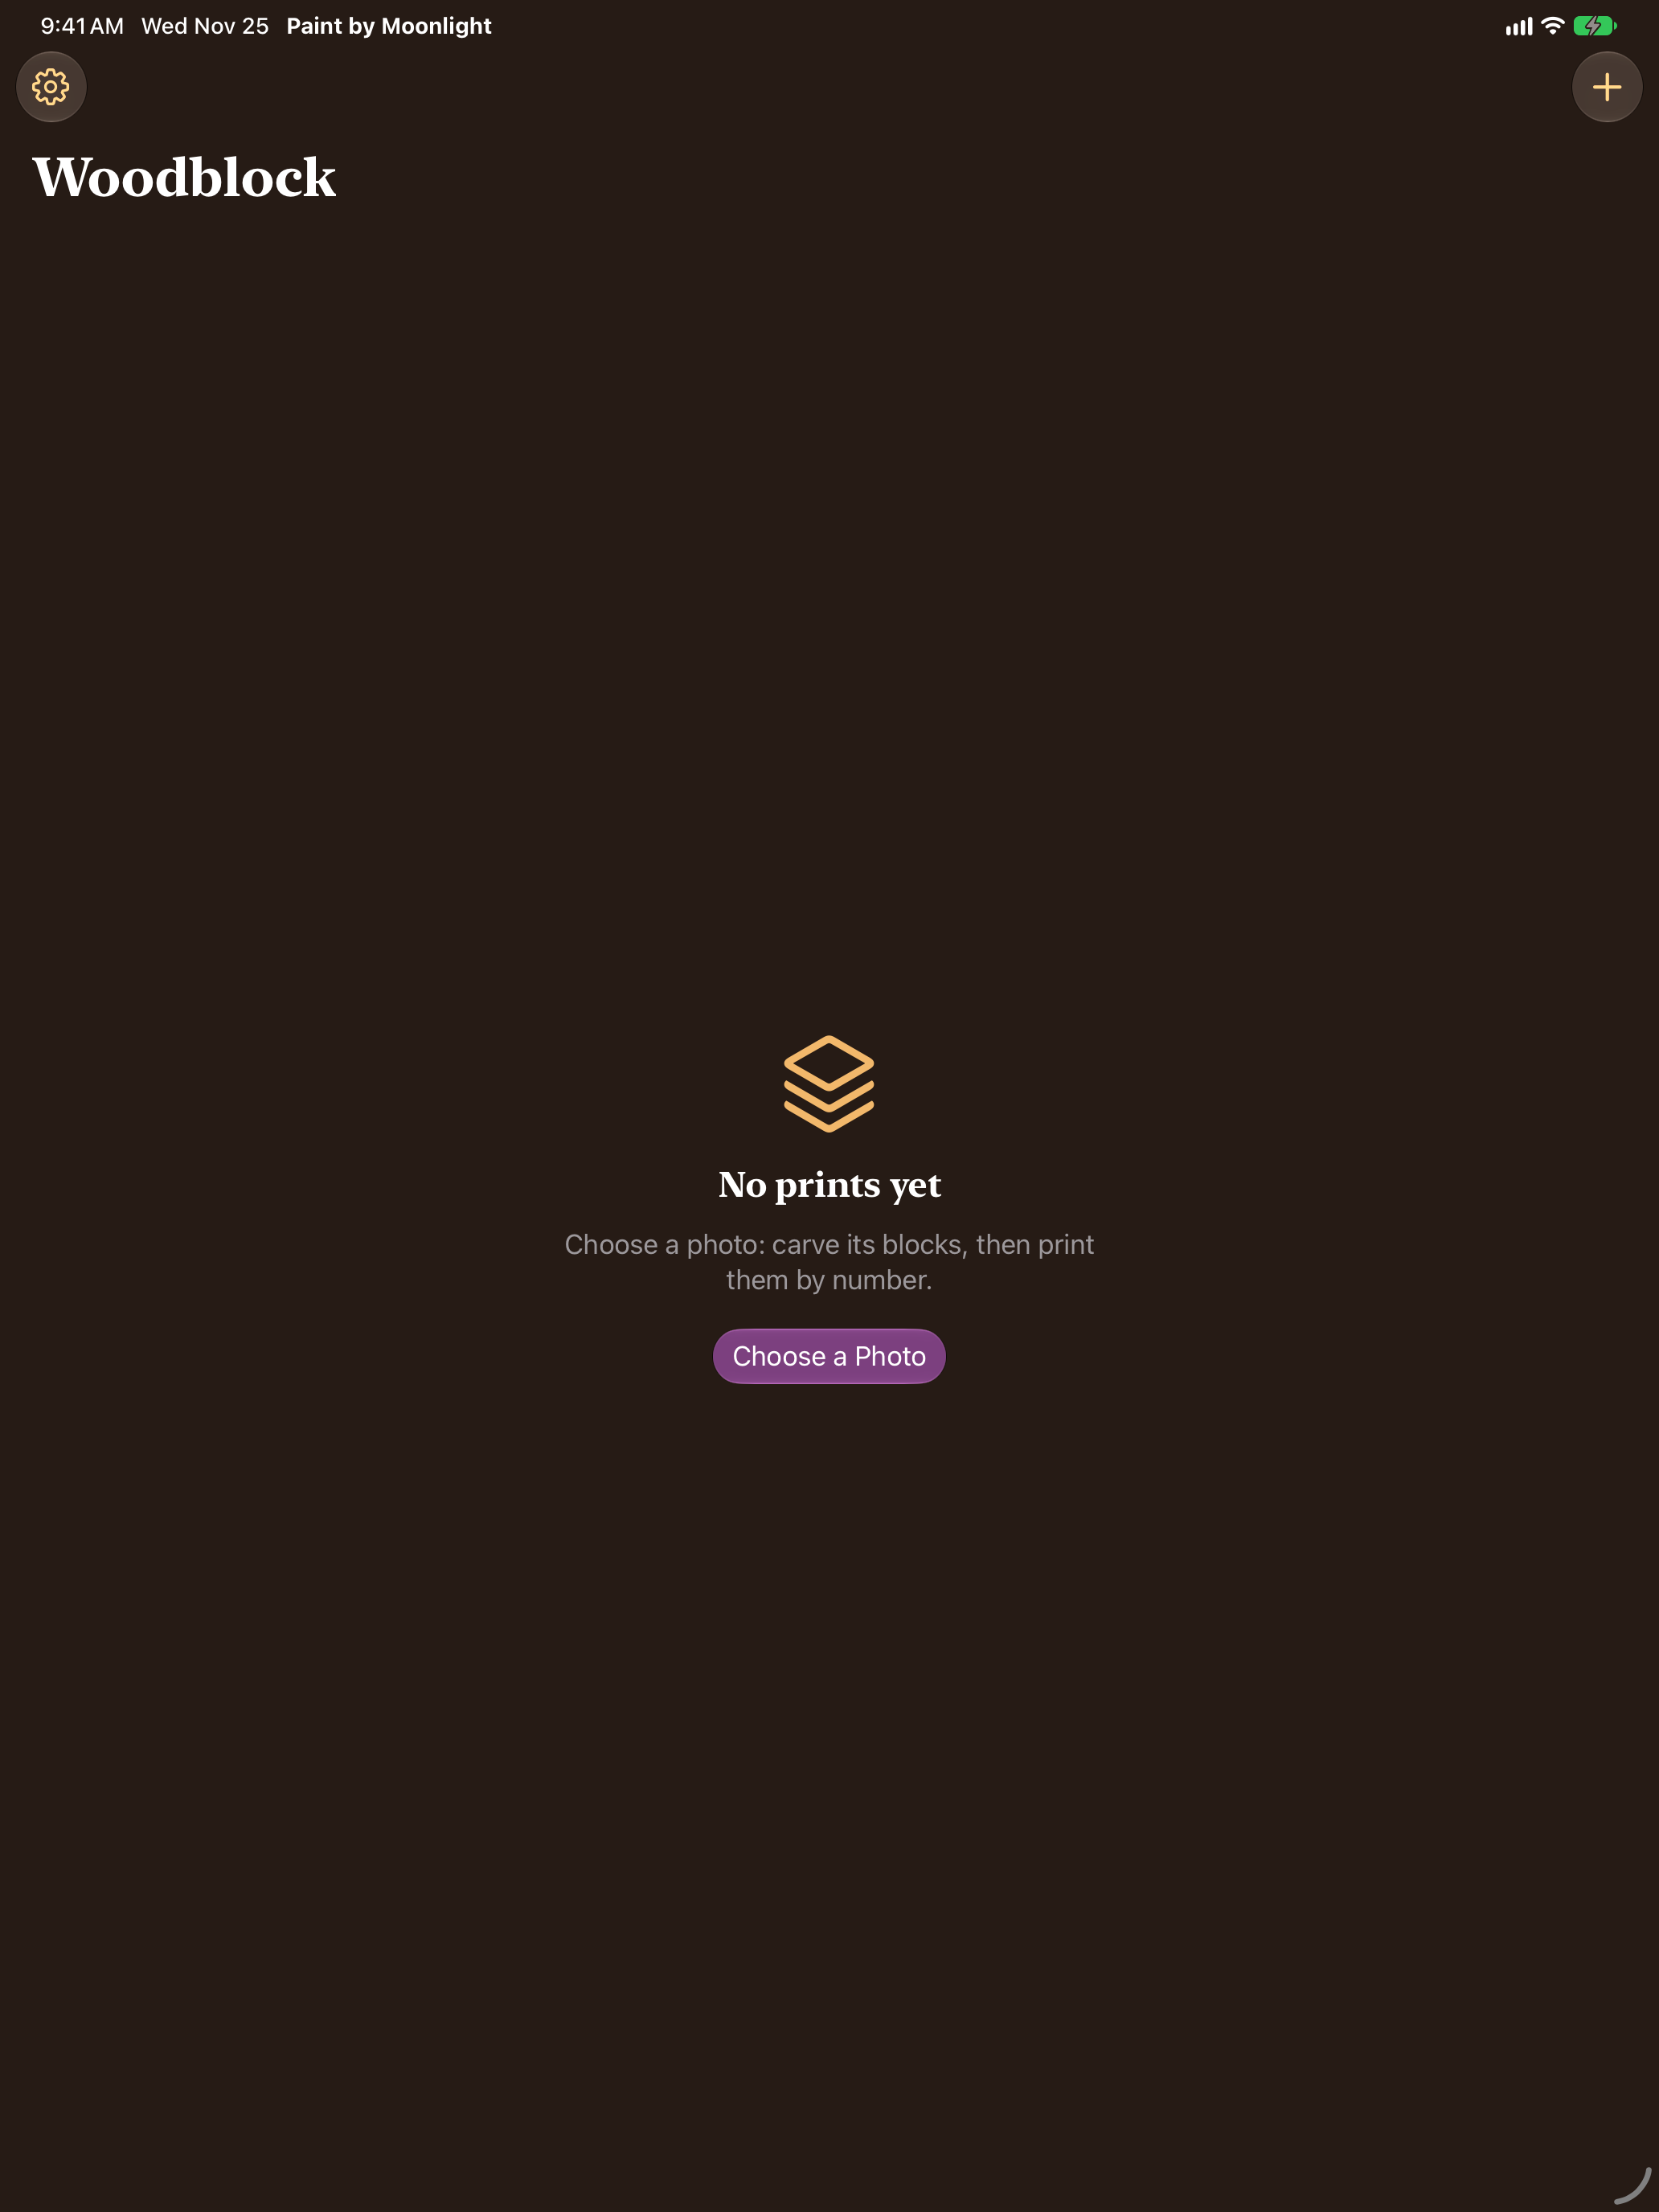 9:41 AM Wed Nov 25 Paint by Moonlight
Woodblock
No prints yet
Choose a photo: carve its blocks, then print
them by number.
Choose a Photo